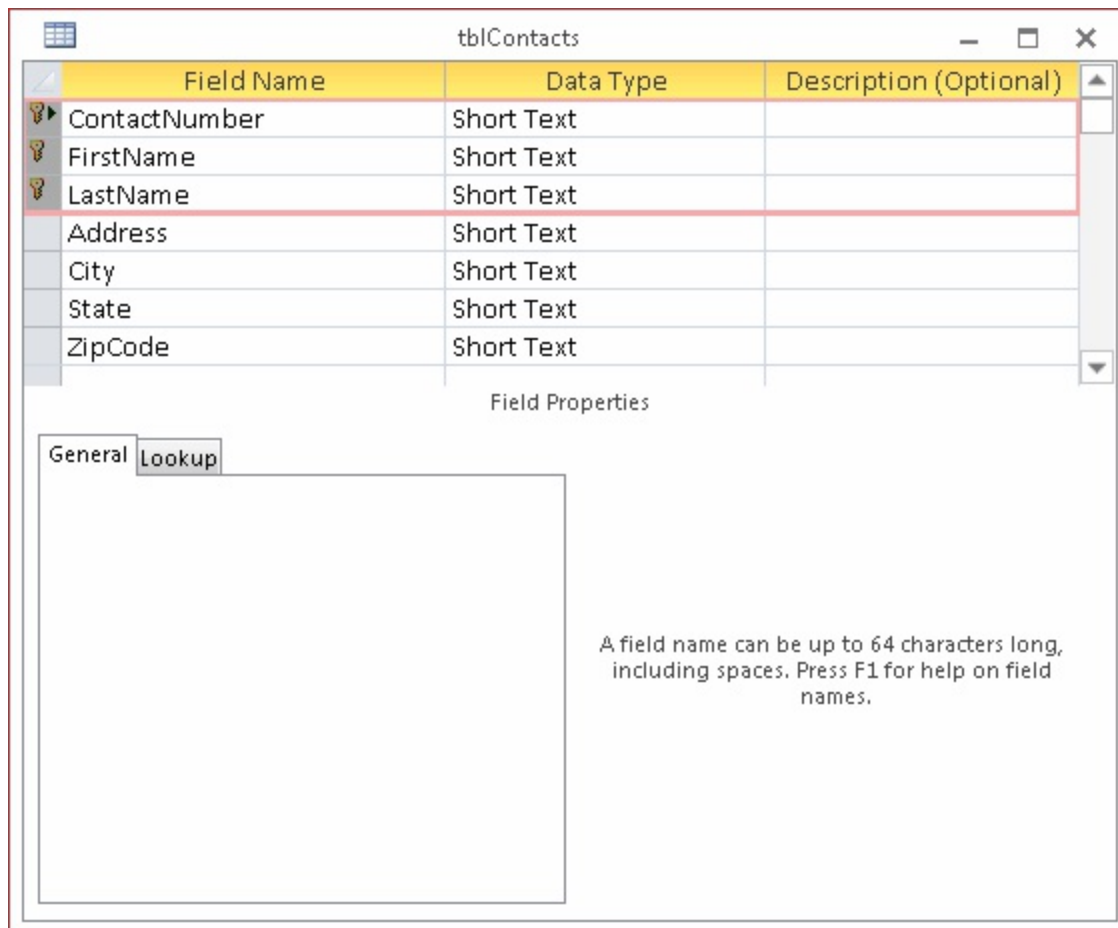 tblContacts
Field Name Data Type Description (Optional)
ContactNumber Short Text
FirstName Short Text
LastName Short Text
Address Short Text
City Short Text
State Short Text
ZipCode Short Text
Field Properties
General Lookup
A field name can be up to 64 characters long,
including spaces. Press F1 for help on field
names.